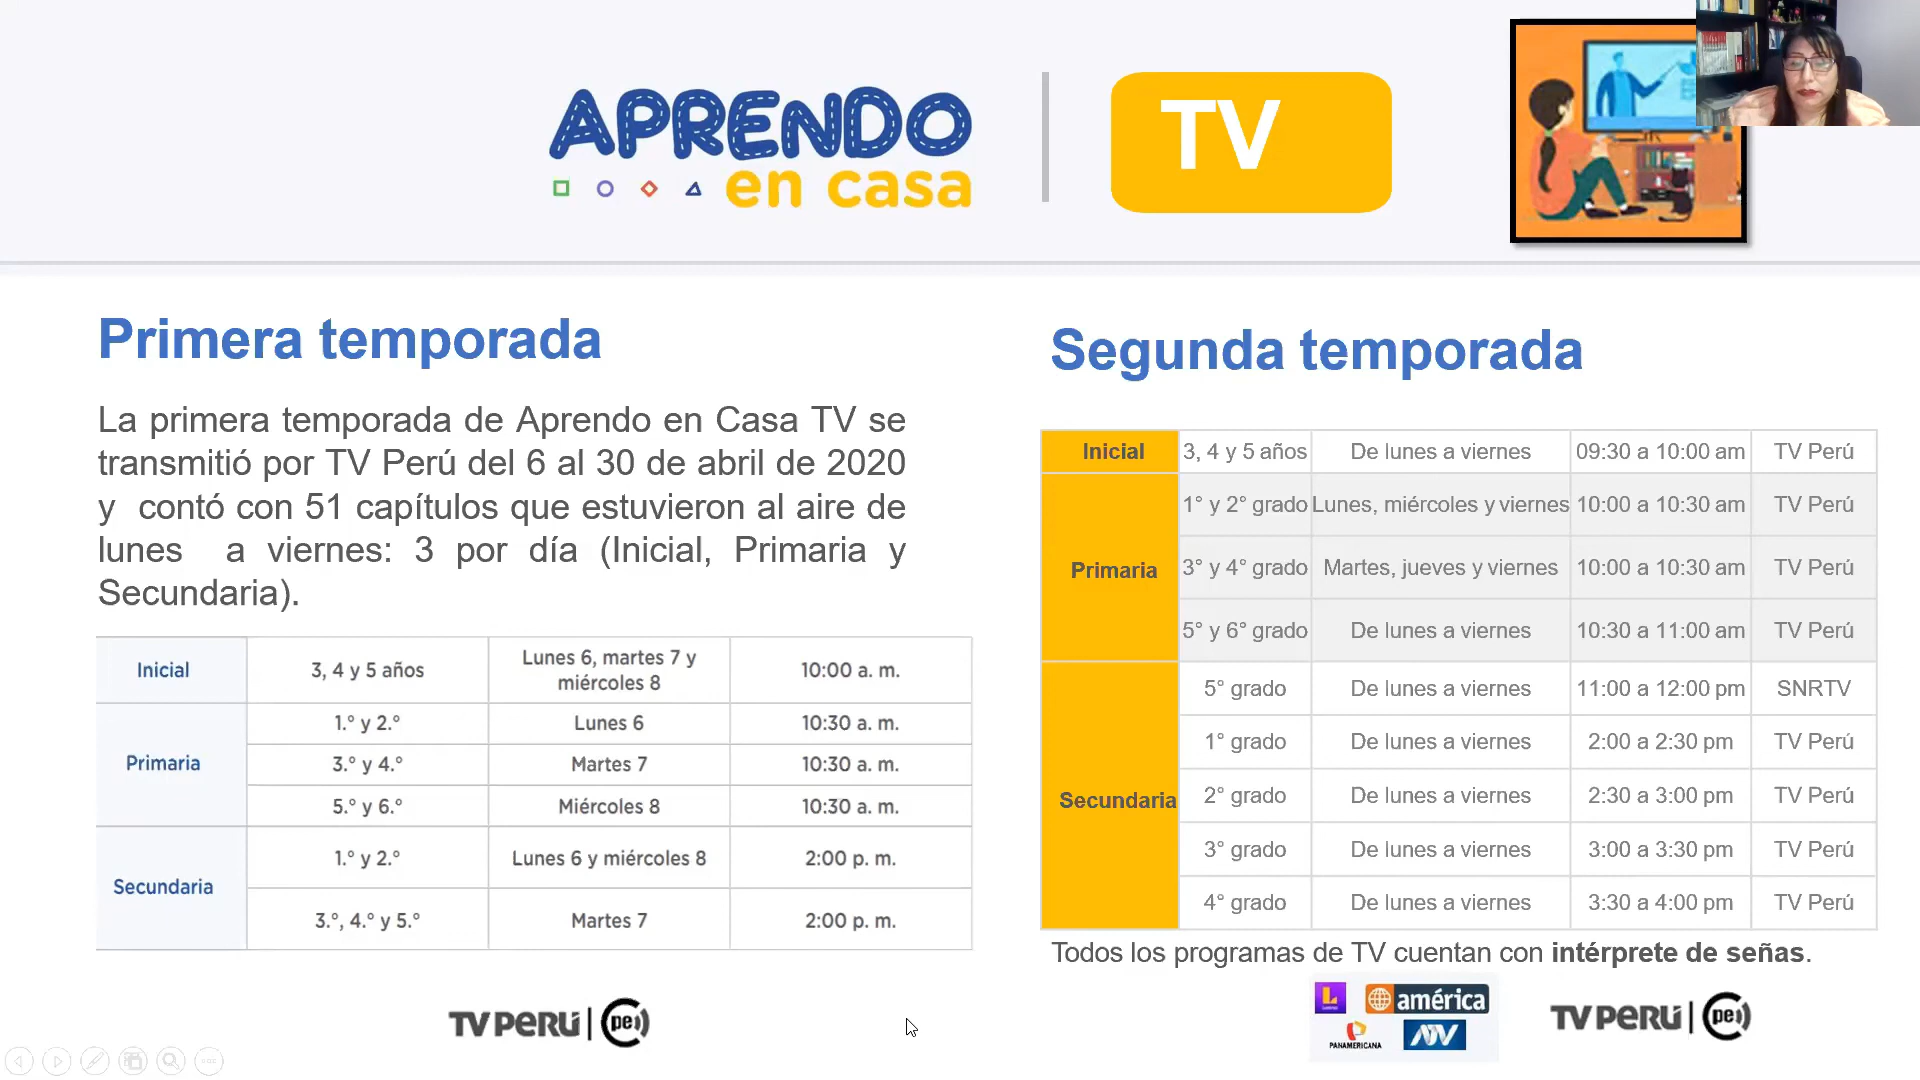 APRENDO
en casa
TV
Primera temporada
La primera temporada de Aprendo en Casa TV se
transmitió por TV Perú del 6 al 30 de abril de 2020
y contó con 51 capítulos que estuvieron al aire de
lunes a viernes: 3 por día (Inicial, Primaria y
Secundaria).
Inicial 3, 4 y 5 años Lunes 6, martes 7 y miércoles 8 10:00 a. m.
Primaria 1.° y 2.° Lunes 6 10:30 a. m.
3.° y 4.° Martes 7 10:30 a. m.
5.° y 6.° Miércoles 8 10:30 a. m.
Secundaria 1.° y 2.° Lunes 6 y miércoles 8 2:00 p. m.
3.°, 4.° y 5.° Martes 7 2:00 p. m.
TVPERÚ pe
Segunda temporada
Inicial 3, 4 y 5 años De lunes a viernes 09:30 a 10:00 am TV Perú
Primaria 1° y 2° grado Lunes, miércoles y viernes 10:00 a 10:30 am TV Perú
3° y 4° grado Martes, jueves y viernes 10:00 a 10:30 am TV Perú
5° y 6° grado De lunes a viernes 10:30 a 11:00 am TV Perú
Secundaria 5° grado De lunes a viernes 11:00 a 12:00 pm SNRTV
1° grado De lunes a viernes 2:00 a 2:30 pm TV Perú
2° grado De lunes a viernes 2:30 a 3:00 pm TV Perú
3° grado De lunes a viernes 3:00 a 3:30 pm TV Perú
4° grado De lunes a viernes 3:30 a 4:00 pm TV Perú
Todos los programas de TV cuentan con intérprete de señas.
L américa
PANAMERICANA ATV
TVPERÚ pe